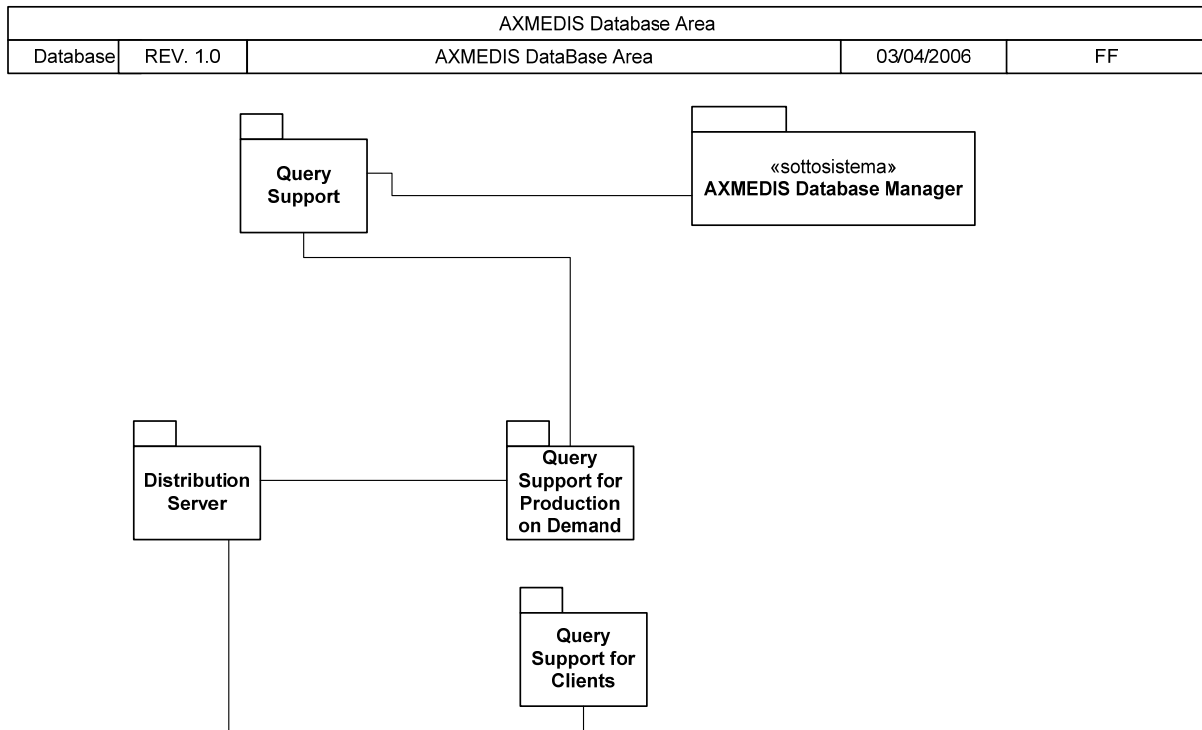 AXMEDIS Database Area
Database REV. 1.0 AXMEDIS DataBase Area 03/04/2006 FF
Query
Support
«sottosistema»
AXMEDIS Database Manager
Distribution
Server
Query
Support for
Production
on Demand
Query
Support for
Clients